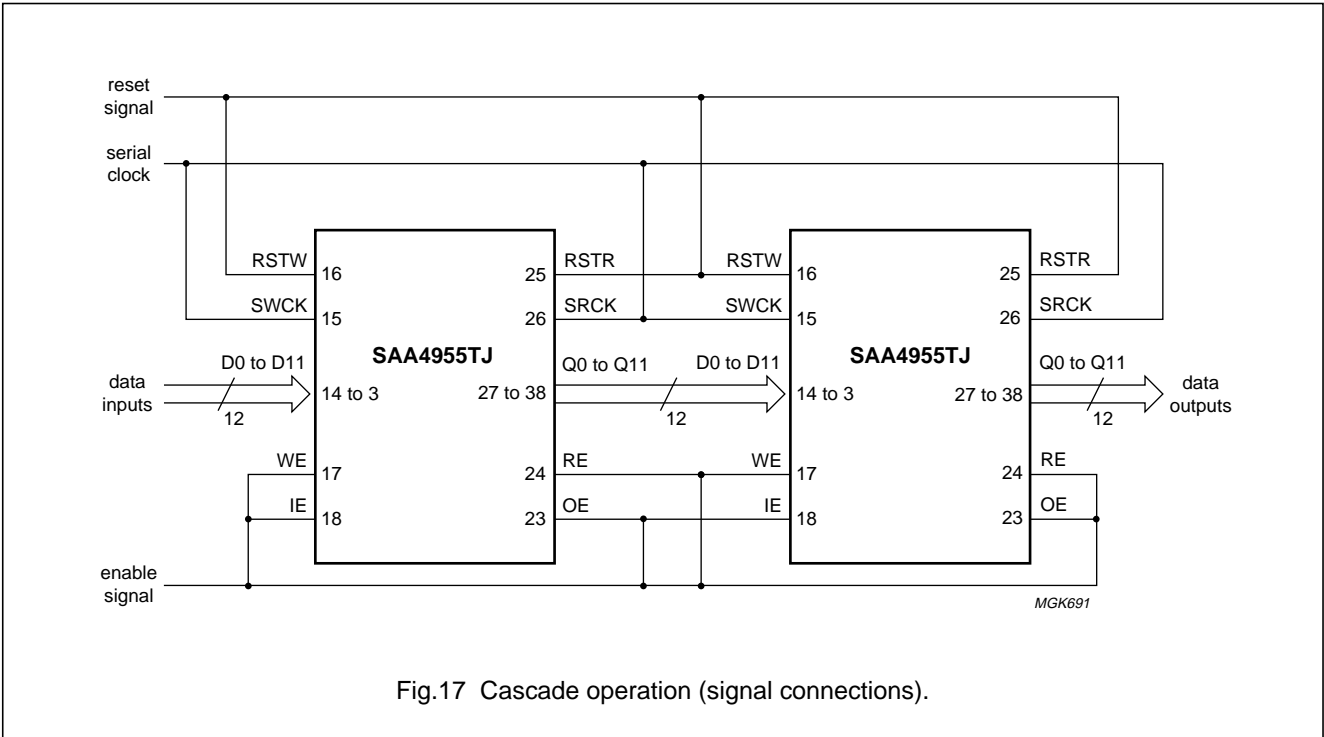 reset
signal
serial
clock
RSTW
16
25
RSTR
RSTW
16
25
RSTR
SWCK
15
26
SRCK
SWCK
15
26
SRCK
SAA4955TJ
SAA4955TJ
data
inputs
D0 to D11
12
14 to 3
27 to 38
Q0 to Q11
D0 to D11
12
14 to 3
27 to 38
Q0 to Q11
12
data
outputs
WE
17
24
RE
WE
17
24
RE
IE
18
23
OE
IE
18
23
OE
enable
signal
MGK691
Fig.17 Cascade operation (signal connections).